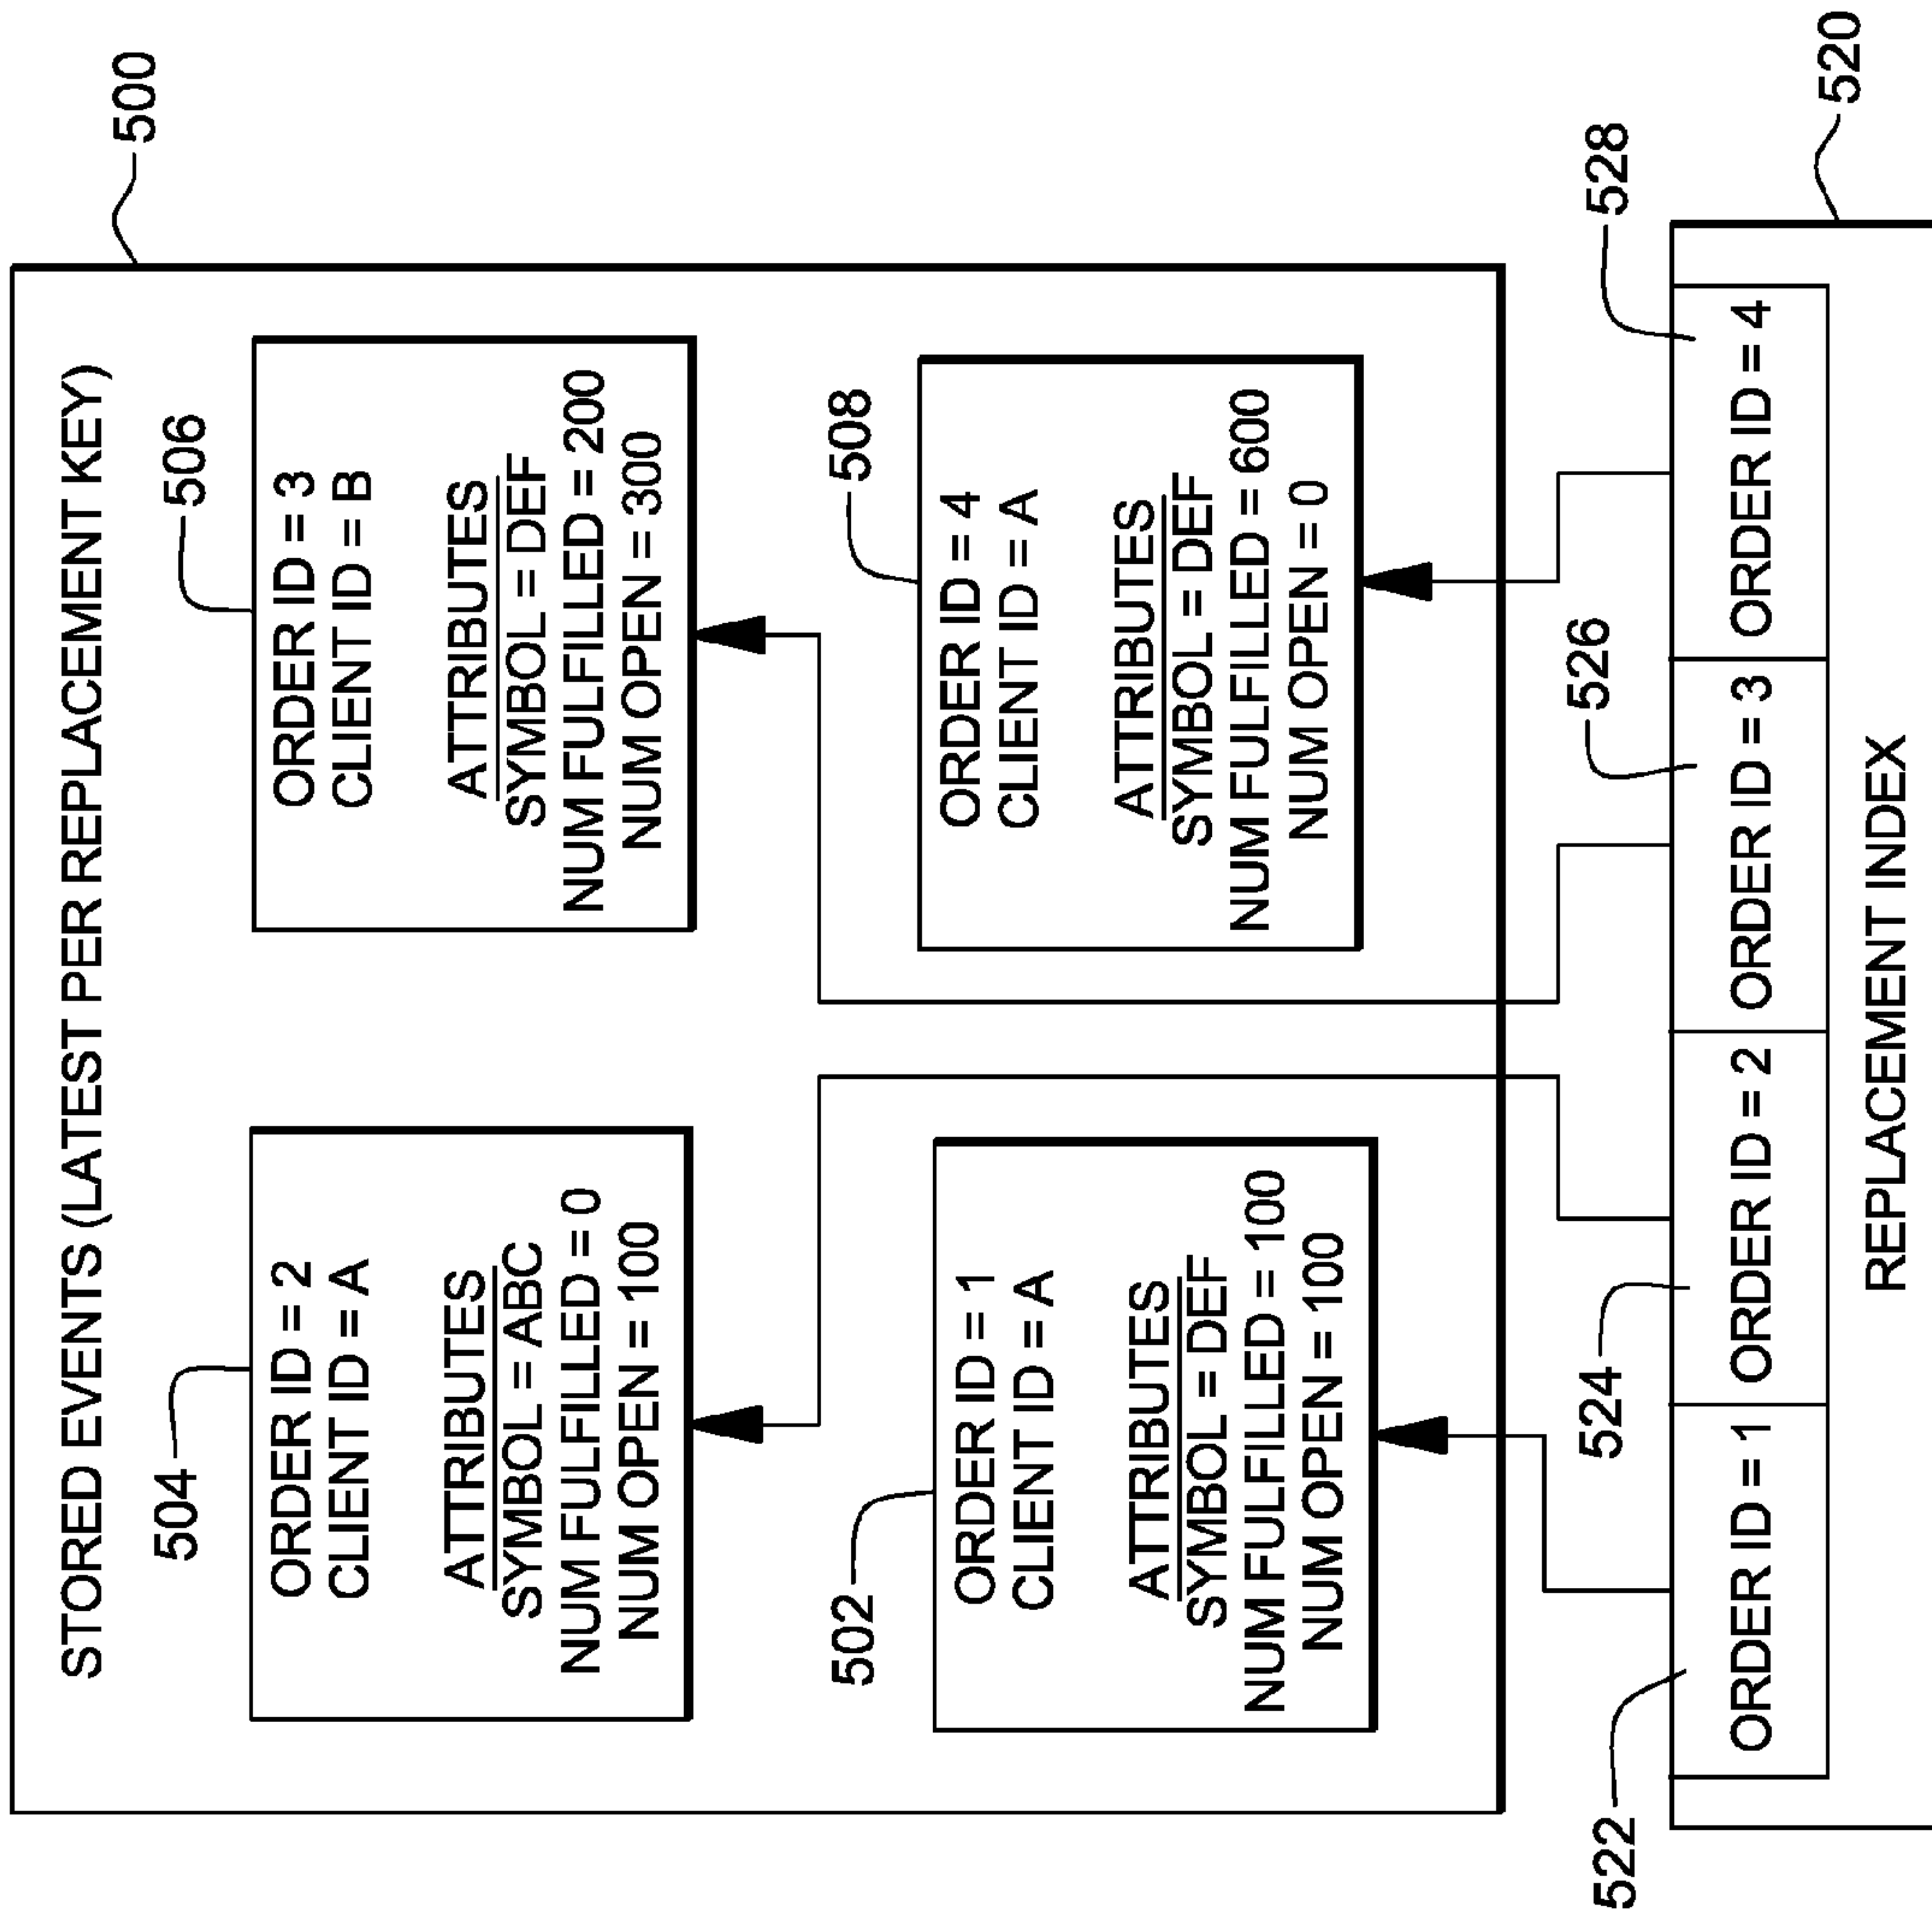 STORED EVENTS (LATEST PER REPLACEMENT KEY)
500
504
ORDER ID = 2
CLIENT ID = A
ATTRIBUTES
SYMBOL = ABC
NUM FULFILLED = 0
NUM OPEN = 100
506
ORDER ID = 3
CLIENT ID = B
ATTRIBUTES
SYMBOL = DEF
NUM FULFILLED = 200
NUM OPEN = 300
502
ORDER ID = 1
CLIENT ID = A
ATTRIBUTES
SYMBOL = DEF
NUM FULFILLED = 100
NUM OPEN = 100
508
ORDER ID = 4
CLIENT ID = A
ATTRIBUTES
SYMBOL = DEF
NUM FULFILLED = 600
NUM OPEN = 0
522
524
526
528
ORDER ID = 1
ORDER ID = 2
ORDER ID = 3
ORDER ID = 4
520
REPLACEMENT INDEX